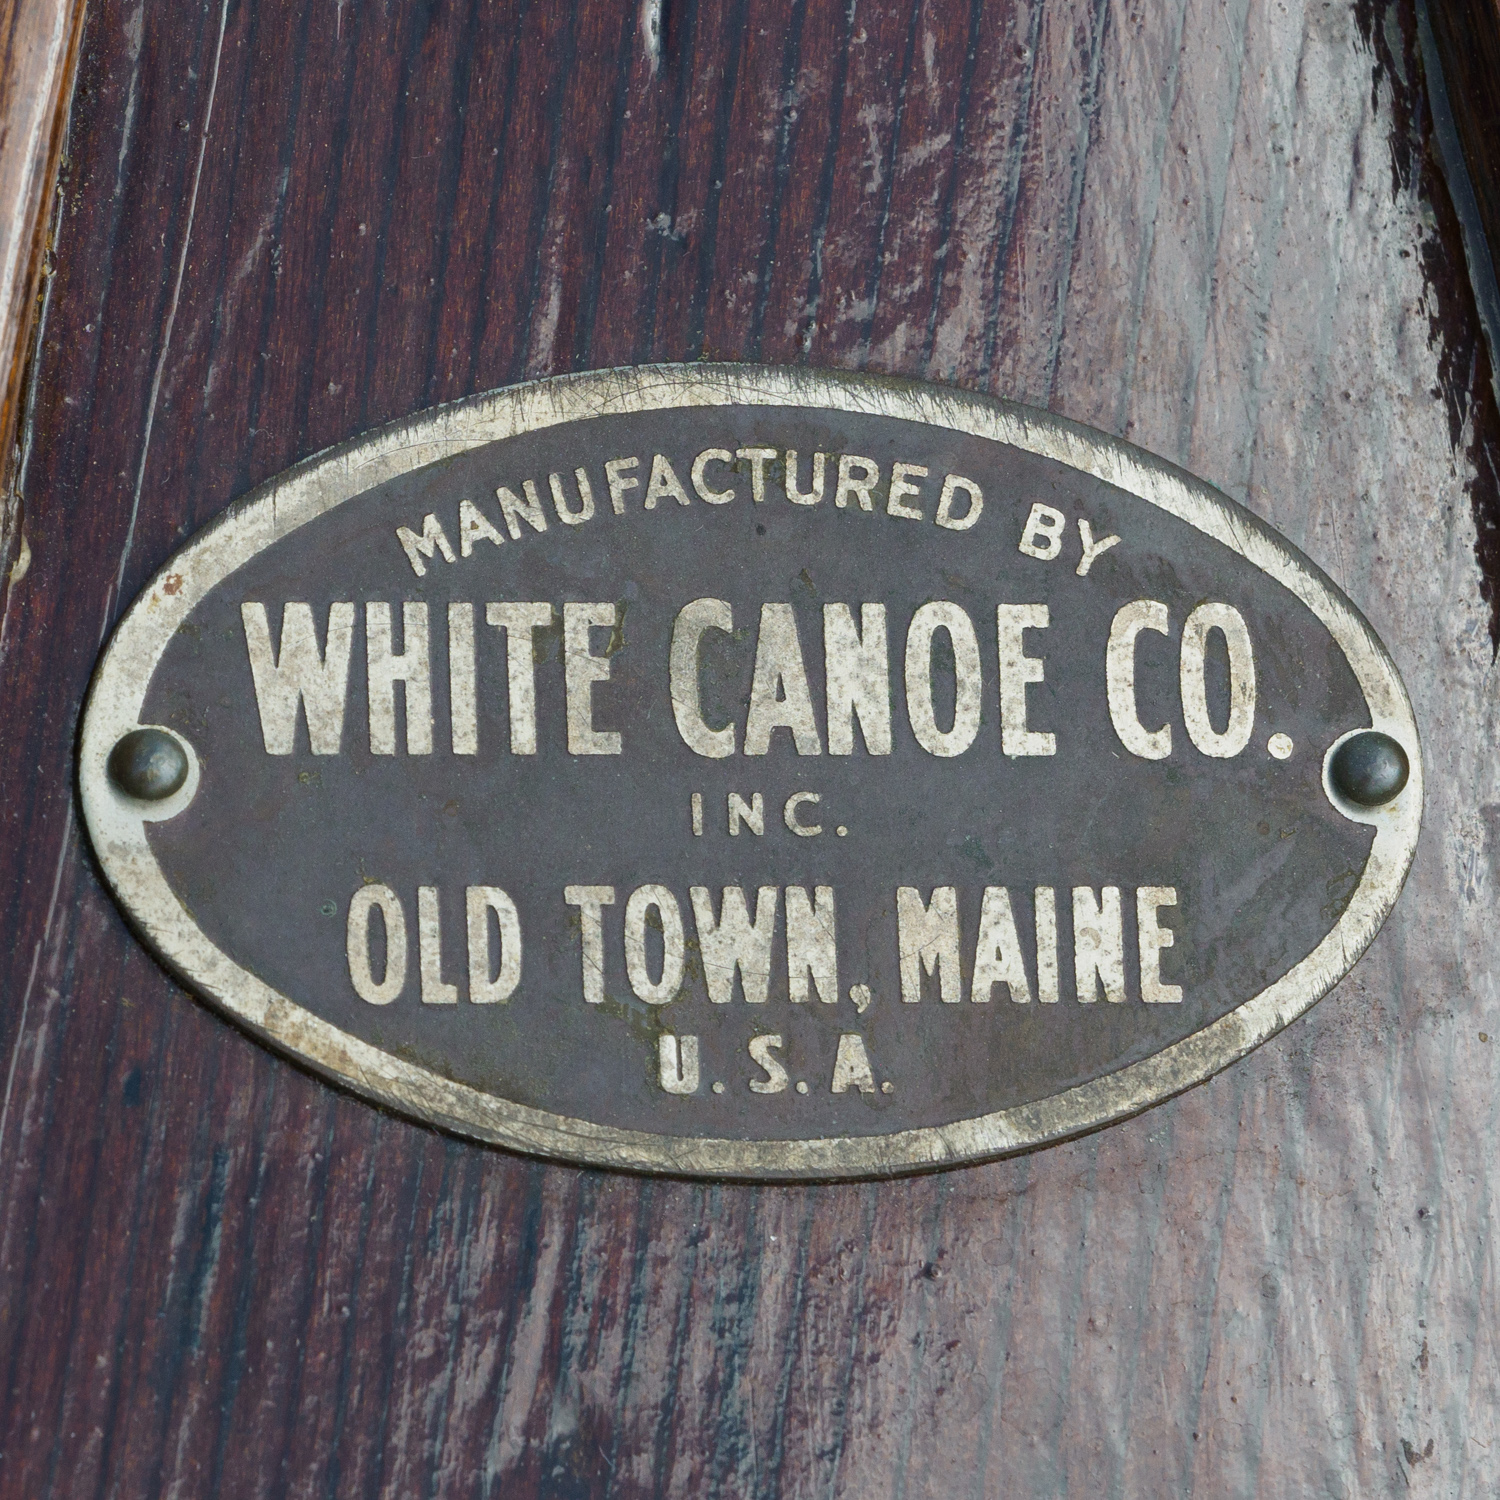 MANUFACTURED BY
WHITE CANOE CO.
INC.
OLD TOWN, MAINE
U.S.A.